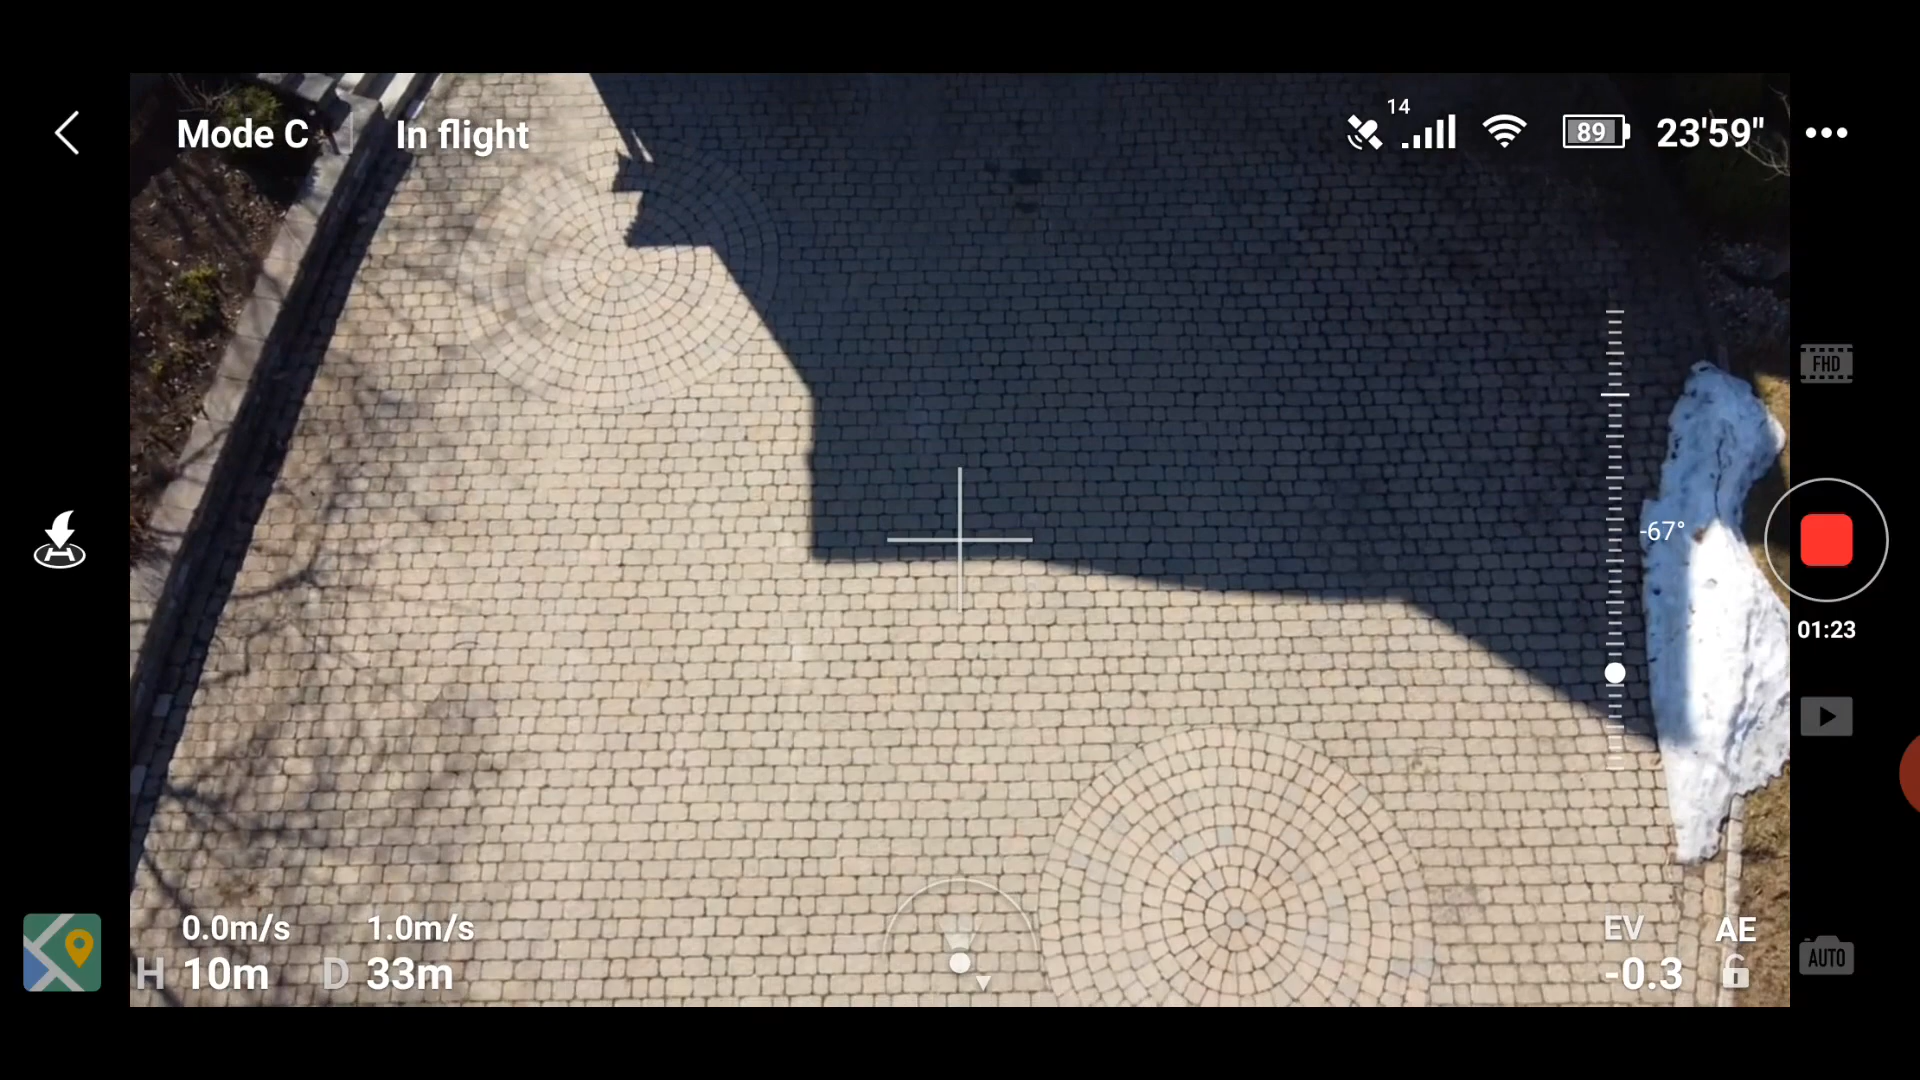 Mode C In flight 14 89 23'59"
FHD
-67°
01:23
0.0m/s 1.0m/s EV AE
H 10m D 33m -0.3 AUTO